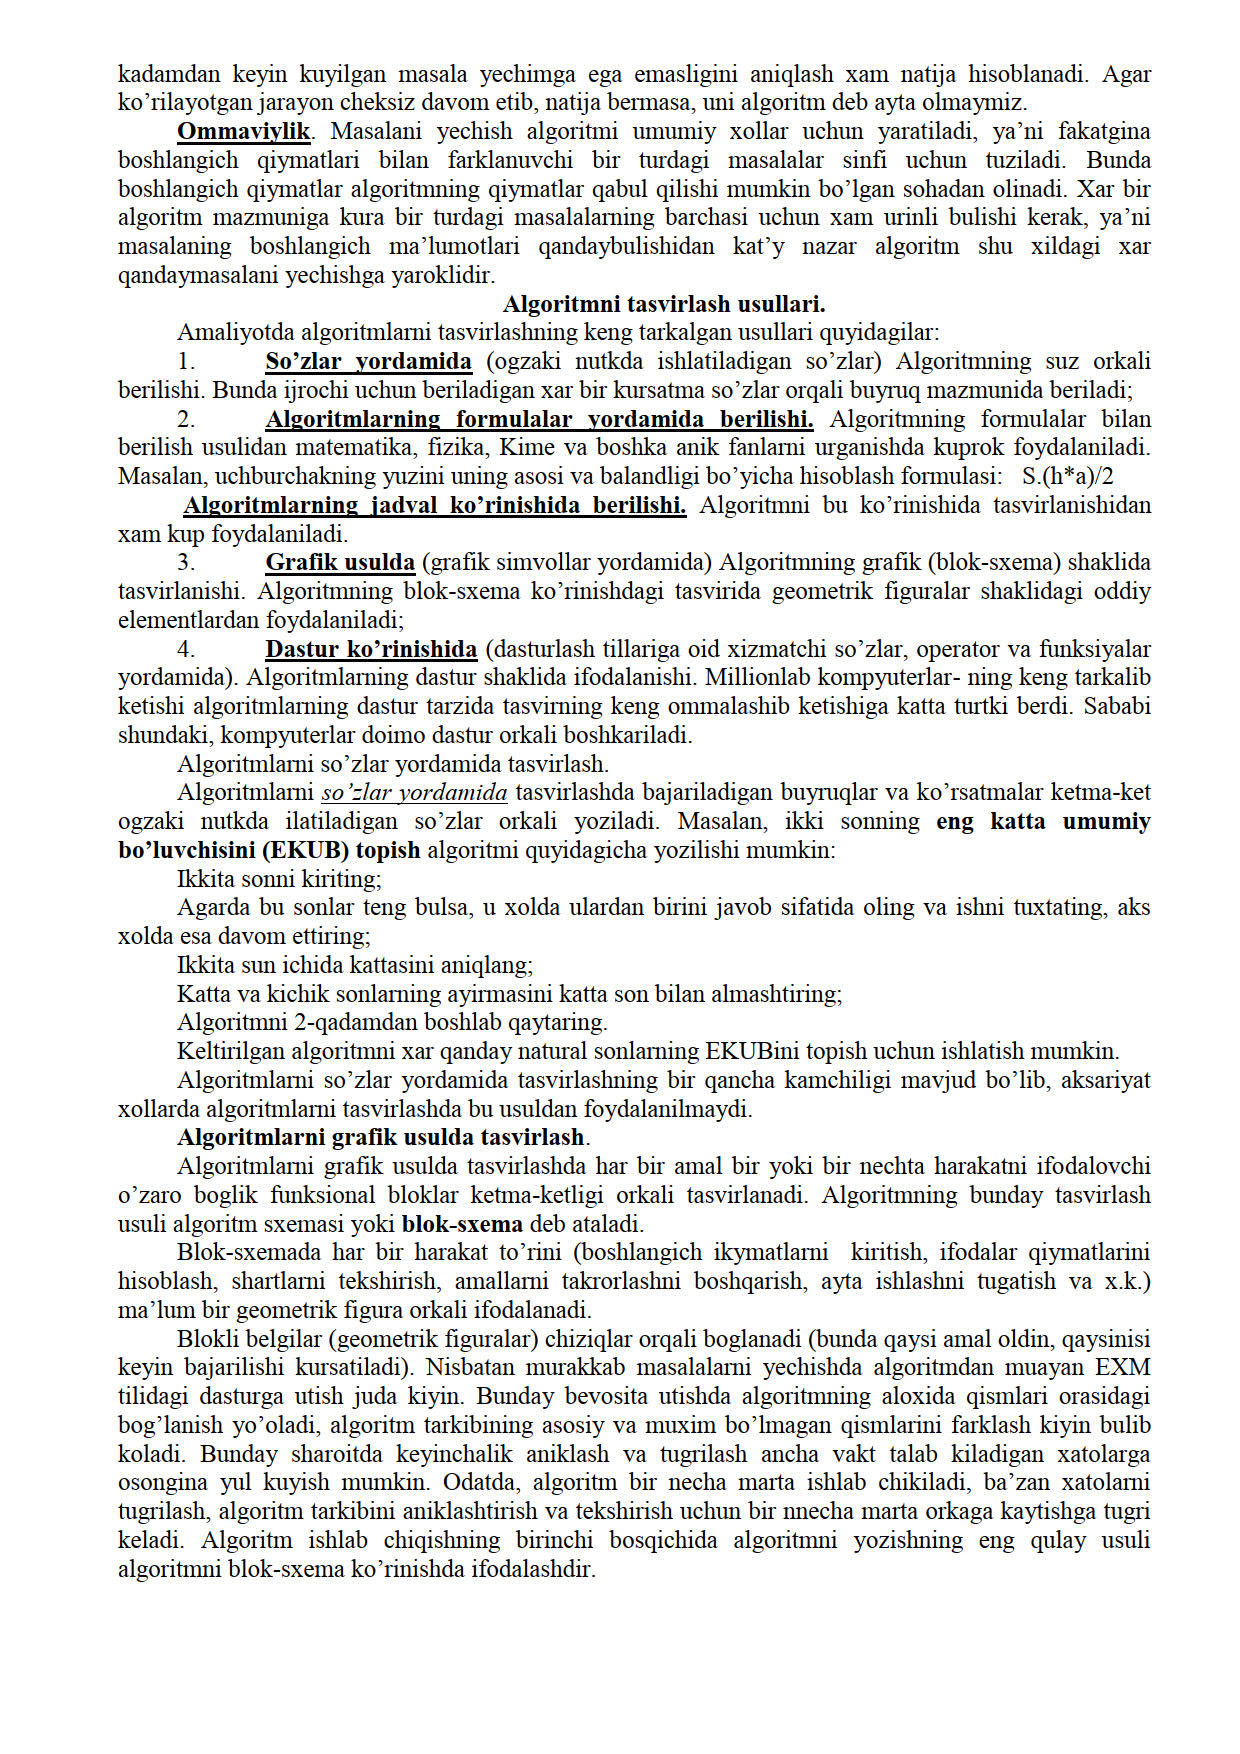 kadamdan keyin kuyilgan masala yechimga ega emasligini aniqlash xam natija hisoblanadi. Agar
ko’rilayotgan jarayon cheksiz davom etib, natija bermasa, uni algoritm deb ayta olmaymiz.
Ommaviylik. Masalani yechish algoritmi umumiy xollar uchun yaratiladi, ya’ni fakatgina
boshlangich qiymatlari bilan farklanuvchi bir turdagi masalalar sinfi uchun tuziladi. Bunda
boshlangich qiymatlar algoritmning qiymatlar qabul qilishi mumkin bo’lgan sohadan olinadi. Xar bir
algoritm mazmuniga kura bir turdagi masalalarning barchasi uchun xam urinli bulishi kerak, ya’ni
masalaning boshlangich ma’lumotlari qandaybulishidan kat’y nazar algoritm shu xildagi xar
qandaymasalani yechishga yaroklidir.
Algoritmni tasvirlash usullari.
Amaliyotda algoritmlarni tasvirlashning keng tarkalgan usullari quyidagilar:
1. So’zlar yordamida (ogzaki nutkda ishlatiladigan so’zlar) Algoritmning suz orkali
berilishi. Bunda ijrochi uchun beriladigan xar bir kursatma so’zlar orqali buyruq mazmunida beriladi;
2. Algoritmlarning formulalar yordamida berilishi. Algoritmning formulalar bilan
berilish usulidan matematika, fizika, Kime va boshka anik fanlarni urganishda kuprok foydalaniladi.
Masalan, uchburchakning yuzini uning asosi va balandligi bo’yicha hisoblash formulasi: S.(h*a)/2
Algoritmlarning jadval ko’rinishida berilishi. Algoritmni bu ko’rinishida tasvirlanishidan
xam kup foydalaniladi.
3. Grafik usulda (grafik simvollar yordamida) Algoritmning grafik (blok-sxema) shaklida
tasvirlanishi. Algoritmning blok-sxema ko’rinishdagi tasvirida geometrik figuralar shaklidagi oddiy
elementlardan foydalaniladi;
4. Dastur ko’rinishida (dasturlash tillariga oid xizmatchi so’zlar, operator va funksiyalar
yordamida). Algoritmlarning dastur shaklida ifodalanishi. Millionlab kompyuterlar- ning keng tarkalib
ketishi algoritmlarning dastur tarzida tasvirning keng ommalashib ketishiga katta turtki berdi. Sababi
shundaki, kompyuterlar doimo dastur orkali boshkariladi.
Algoritmlarni so’zlar yordamida tasvirlash.
Algoritmlarni so’zlar yordamida tasvirlashda bajariladigan buyruqlar va ko’rsatmalar ketma-ket
ogzaki nutkda ilatiladigan so’zlar orkali yoziladi. Masalan, ikki sonning eng katta umumiy
bo’luvchisini (EKUB) topish algoritmi quyidagicha yozilishi mumkin:
Ikkita sonni kiriting;
Agarda bu sonlar teng bulsa, u xolda ulardan birini javob sifatida oling va ishni tuxtating, aks
xolda esa davom ettiring;
Ikkita sun ichida kattasini aniqlang;
Katta va kichik sonlarning ayirmasini katta son bilan almashtiring;
Algoritmni 2-qadamdan boshlab qaytaring.
Keltirilgan algoritmni xar qanday natural sonlarning EKUBini topish uchun ishlatish mumkin.
Algoritmlarni so’zlar yordamida tasvirlashning bir qancha kamchiligi mavjud bo’lib, aksariyat
xollarda algoritmlarni tasvirlashda bu usuldan foydalanilmaydi.
Algoritmlarni grafik usulda tasvirlash.
Algoritmlarni grafik usulda tasvirlashda har bir amal bir yoki bir nechta harakatni ifodalovchi
o’zaro boglik funksional bloklar ketma-ketligi orkali tasvirlanadi. Algoritmning bunday tasvirlash
usuli algoritm sxemasi yoki blok-sxema deb ataladi.
Blok-sxemada har bir harakat to’rini (boshlangich ikymatlarni kiritish, ifodalar qiymatlarini
hisoblash, shartlarni tekshirish, amallarni takrorlashni boshqarish, ayta ishlashni tugatish va x.k.)
ma’lum bir geometrik figura orkali ifodalanadi.
Blokli belgilar (geometrik figuralar) chiziqlar orqali boglanadi (bunda qaysi amal oldin, qaysinisi
keyin bajarilishi kursatiladi). Nisbatan murakkab masalalarni yechishda algoritmdan muayan EXM
tilidagi dasturga utish juda kiyin. Bunday bevosita utishda algoritmning aloxida qismlari orasidagi
bog’lanish yo’oladi, algoritm tarkibining asosiy va muxim bo’lmagan qismlarini farklash kiyin bulib
koladi. Bunday sharoitda keyinchalik aniklash va tugrilash ancha vakt talab kiladigan xatolarga
osongina yul kuyish mumkin. Odatda, algoritm bir necha marta ishlab chikiladi, ba’zan xatolarni
tugrilash, algoritm tarkibini aniklashtirish va tekshirish uchun bir nnecha marta orkaga kaytishga tugri
keladi. Algoritm ishlab chiqishning birinchi bosqichida algoritmni yozishning eng qulay usuli
algoritmni blok-sxema ko’rinishda ifodalashdir.